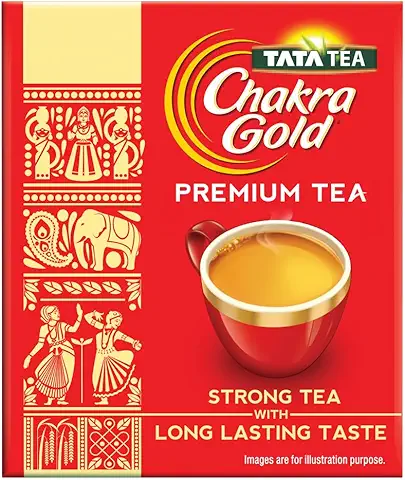 TATA TEA
Chakra
Gold
PREMIUM TEA
STRONG TEA
WITH
LONG LASTING TASTE
Images are for illustration purpose.